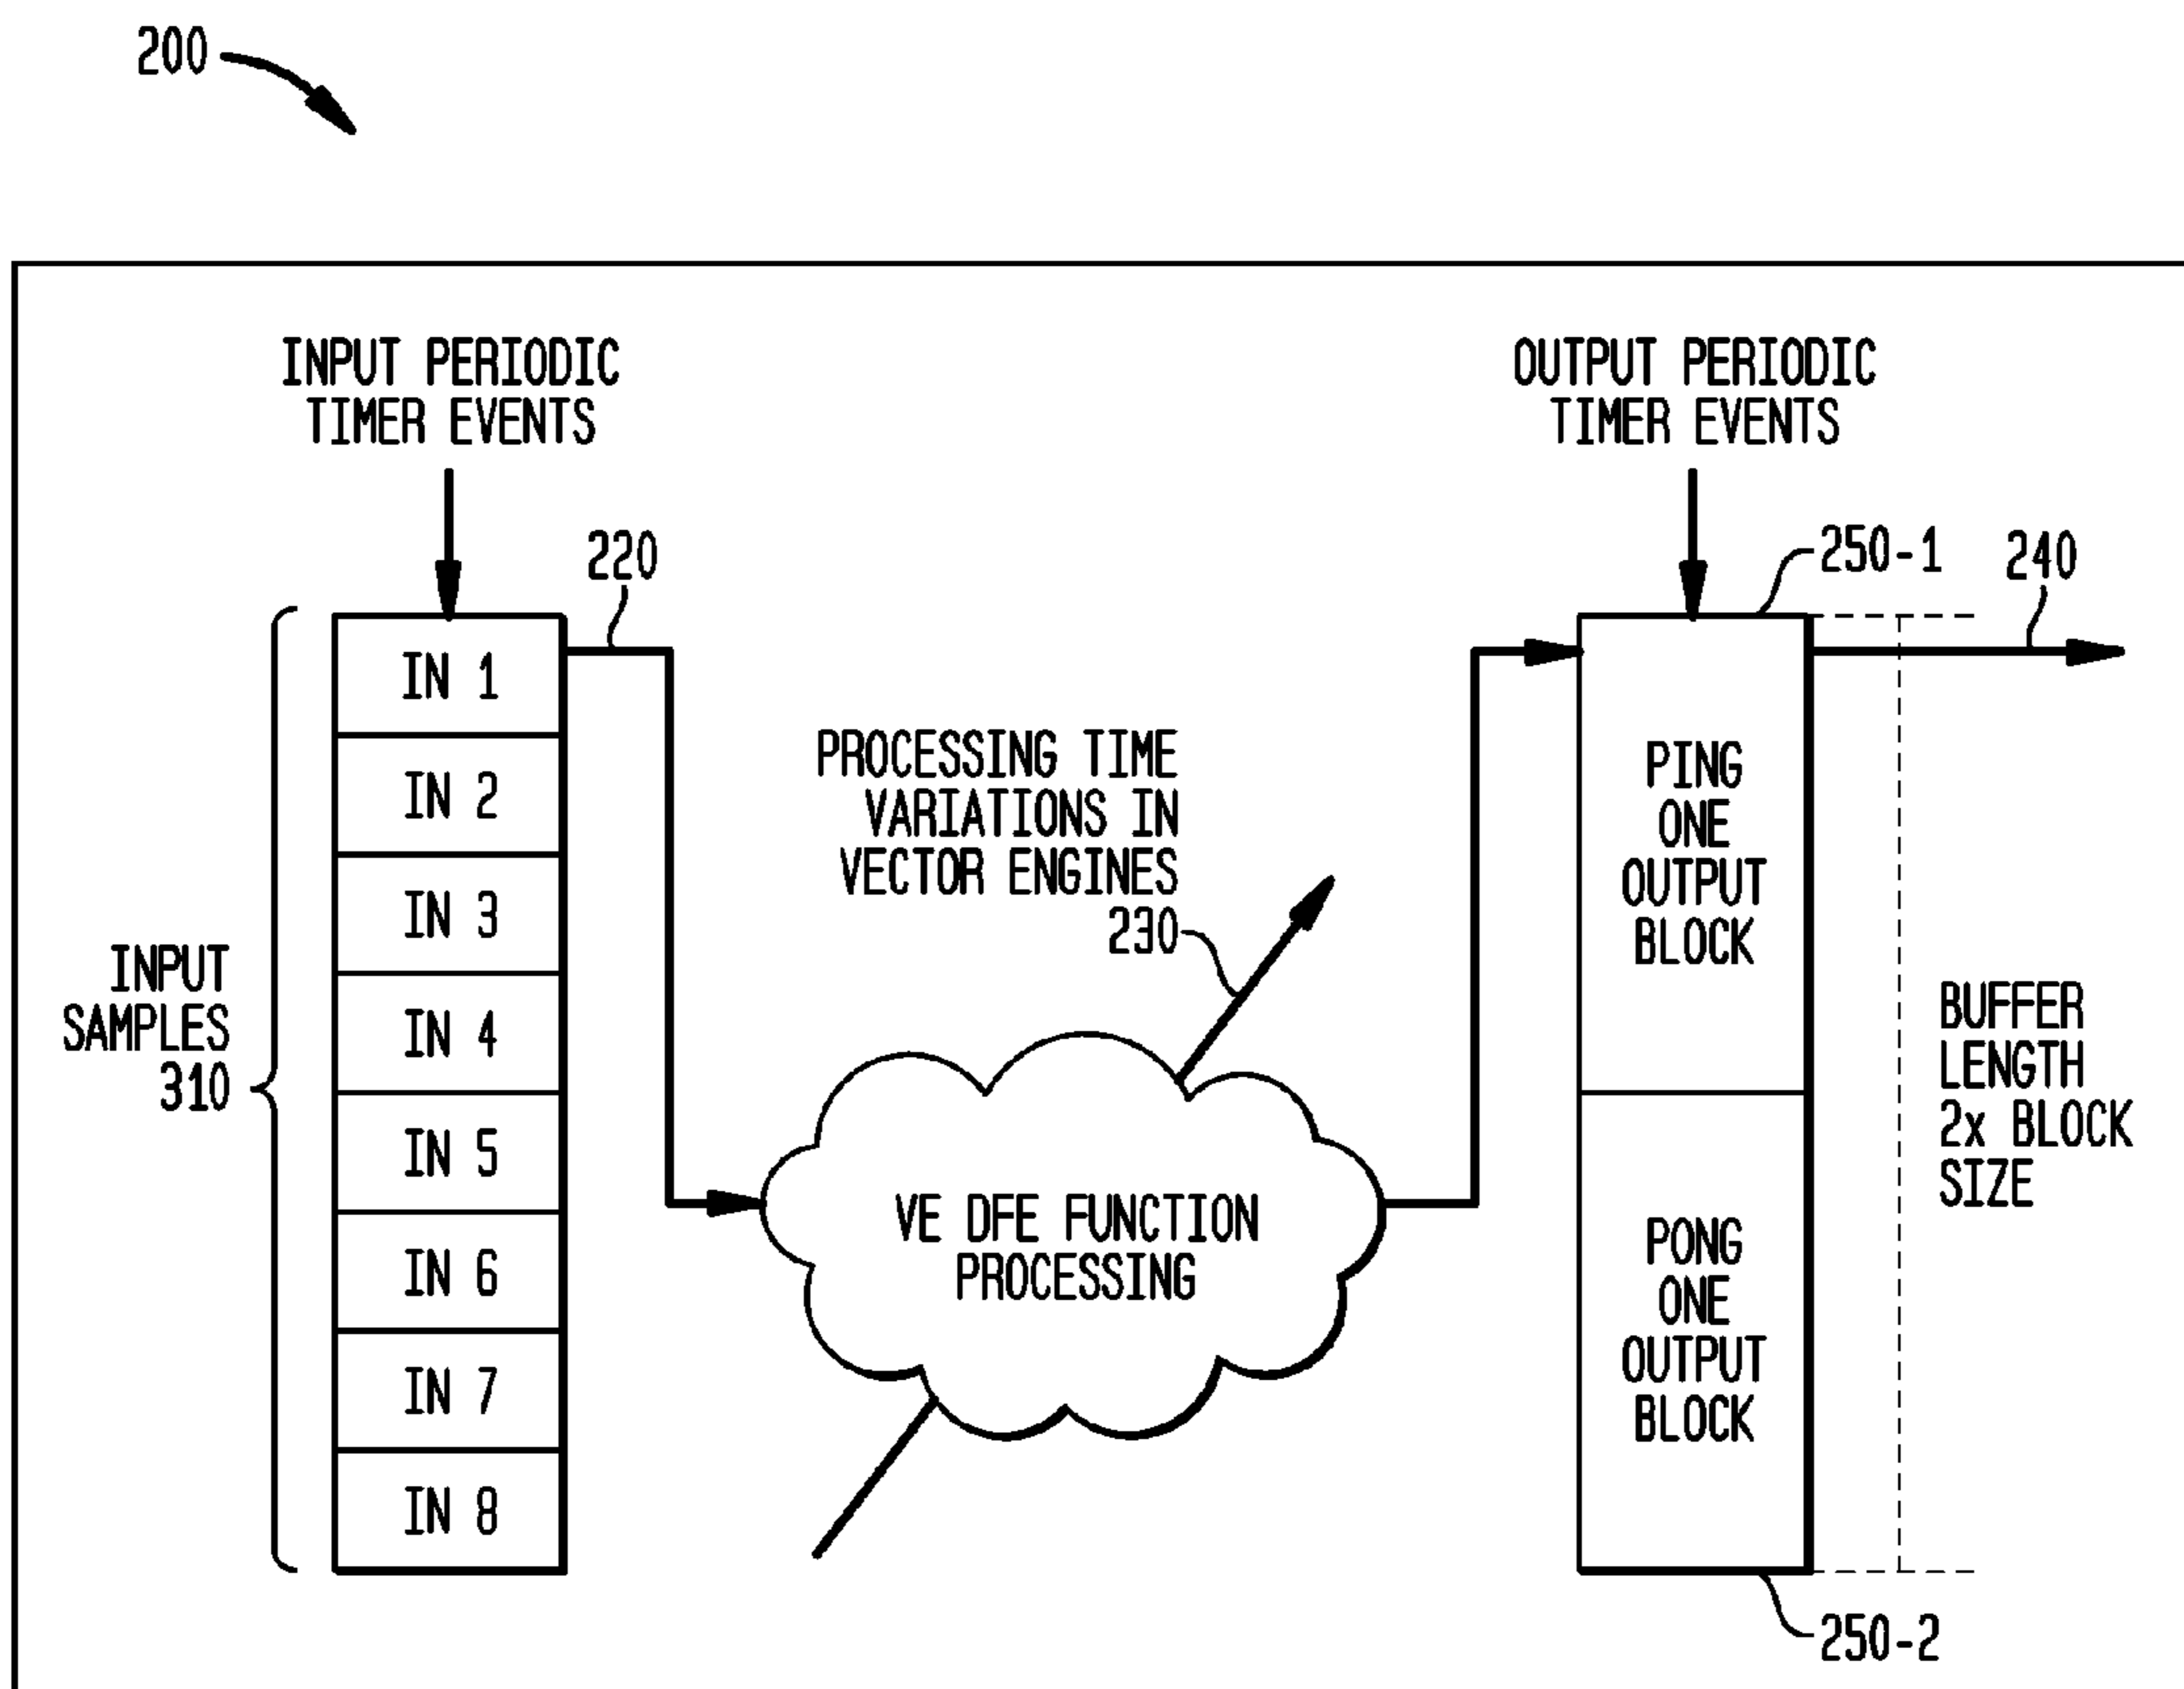 200
INPUT PERIODIC
TIMER EVENTS
OUTPUT PERIODIC
TIMER EVENTS
220
250-1
240
IN 1
IN 2
IN 3
IN 4
IN 5
IN 6
IN 7
IN 8
INPUT
SAMPLES
310
PROCESSING TIME
VARIATIONS IN
VECTOR ENGINES
230
VE DFE FUNCTION
PROCESSING
PING
ONE
OUTPUT
BLOCK
PONG
ONE
OUTPUT
BLOCK
BUFFER
LENGTH
2x BLOCK
SIZE
250-2